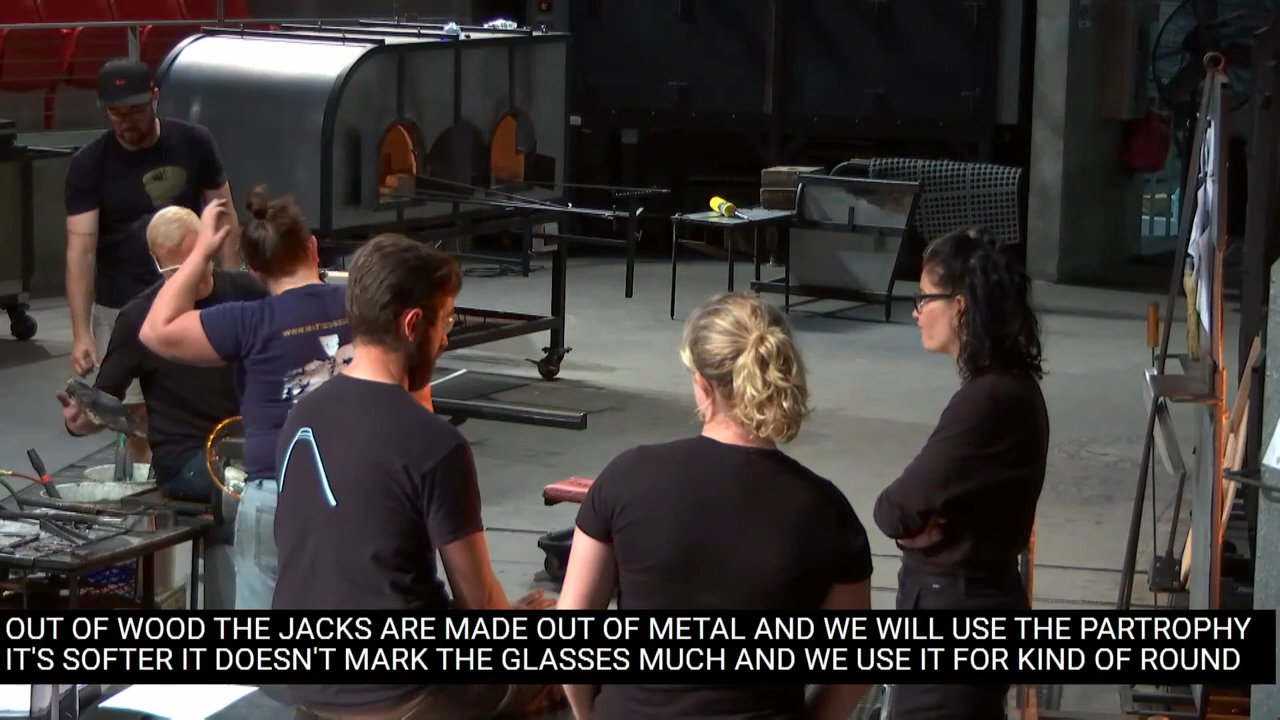 OUT OF WOOD THE JACKS ARE MADE OUT OF METAL AND WE WILL USE THE PARTROPHY
IT'S SOFTER IT DOESN'T MARK THE GLASSES MUCH AND WE USE IT FOR KIND OF ROUND